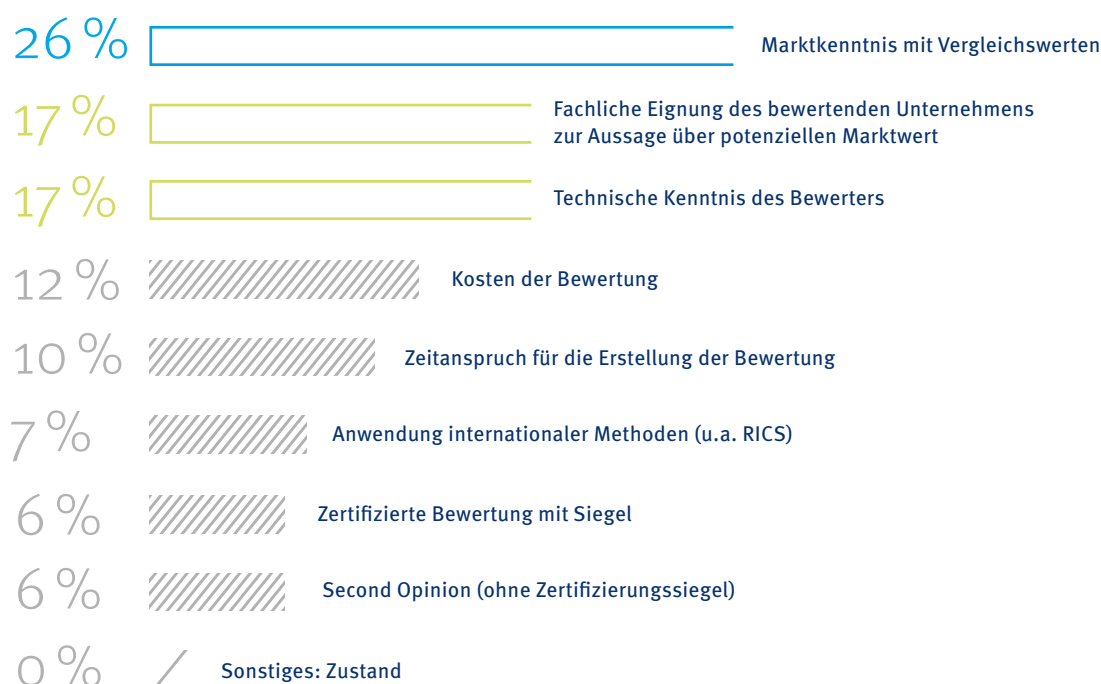 26 % Marktkenntnis mit Vergleichswerten
17 % Fachliche Eignung des bewertenden Unternehmens
zur Aussage über potenziellen Marktwert
17 % Technische Kenntnis des Bewerters
12 % Kosten der Bewertung
10 % Zeitanspruch für die Erstellung der Bewertung
7 % Anwendung internationaler Methoden (u.a. RICS)
6 % Zertifizierte Bewertung mit Siegel
6 % Second Opinion (ohne Zertifizierungssiegel)
0 % Sonstiges: Zustand